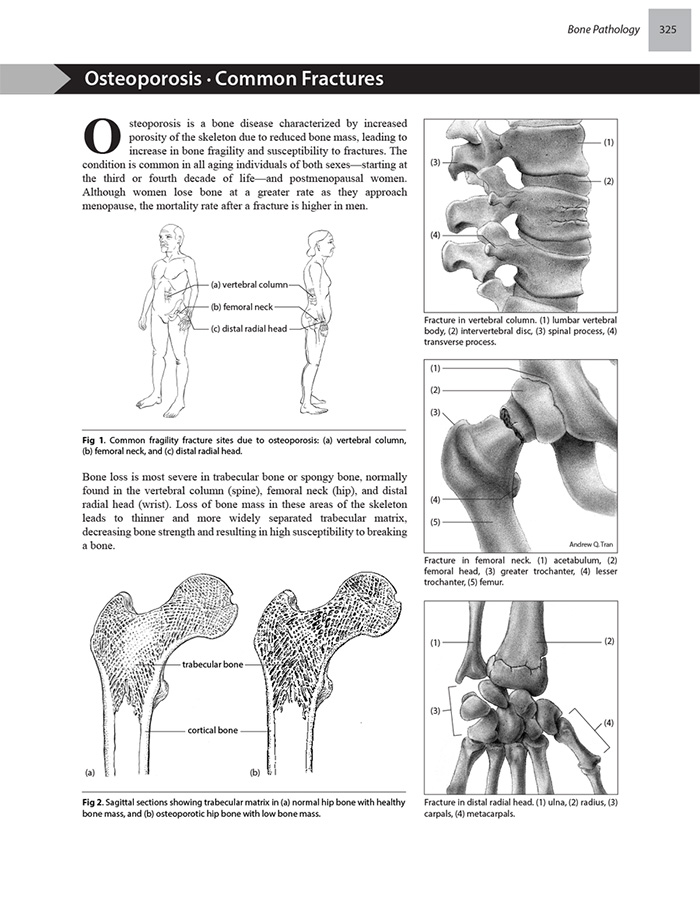 Bone Pathology 325
Osteoporosis · Common Fractures
Osteoporosis is a bone disease characterized by increased
porosity of the skeleton due to reduced bone mass, leading to
increase in bone fragility and susceptibility to fractures. The
condition is common in all aging individuals of both sexes—starting at
the third or fourth decade of life—and postmenopausal women.
Although women lose bone at a greater rate as they approach
menopause, the mortality rate after a fracture is higher in men.
(a) vertebral column
(b) femoral neck
(c) distal radial head
Fig 1. Common fragility fracture sites due to osteoporosis: (a) vertebral column,
(b) femoral neck, and (c) distal radial head.
Bone loss is most severe in trabecular bone or spongy bone, normally
found in the vertebral column (spine), femoral neck (hip), and distal
radial head (wrist). Loss of bone mass in these areas of the skeleton
leads to thinner and more widely separated trabecular matrix,
decreasing bone strength and resulting in high susceptibility to breaking
a bone.
trabecular bone
cortical bone
(a)
(b)
Fig 2. Sagittal sections showing trabecular matrix in (a) normal hip bone with healthy
bone mass, and (b) osteoporotic hip bone with low bone mass.
(1)
(3)
(2)
(4)
Fracture in vertebral column. (1) lumbar vertebral
body, (2) intervertebral disc, (3) spinal process, (4)
transverse process.
(1)
(2)
(3)
(4)
(5)
Andrew Q. Tran
Fracture in femoral neck. (1) acetabulum, (2)
femoral head, (3) greater trochanter, (4) lesser
trochanter, (5) femur.
(1)
(2)
(3)
(4)
Fracture in distal radial head. (1) ulna, (2) radius, (3)
carpals, (4) metacarpals.